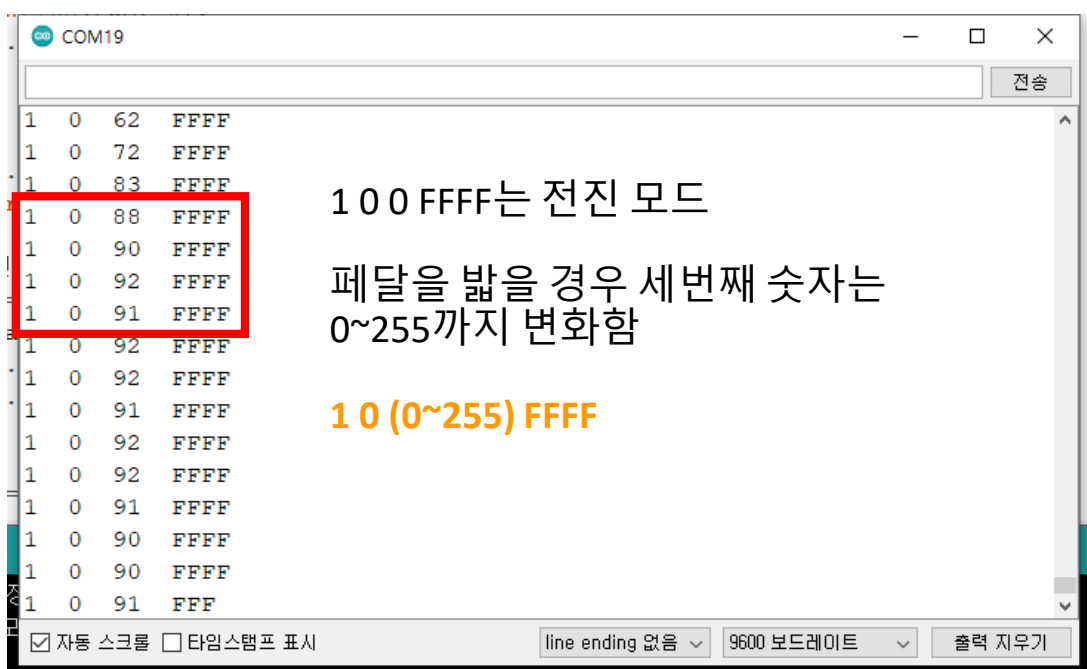 COM19
전송
1 0 62 FFFF
1 0 72 FFFF
1 0 83 FFFF
1 0 88 FFFF
1 0 90 FFFF
1 0 92 FFFF
1 0 91 FFFF
1 0 92 FFFF
1 0 92 FFFF
1 0 91 FFFF
1 0 92 FFFF
1 0 92 FFFF
1 0 91 FFFF
1 0 90 FFFF
1 0 90 FFFF
1 0 91 FFF
1 0 0 FFFF는 전진 모드
페달을 밟을 경우 세번째 숫자는
0~255까지 변화함
1 0 (0~255) FFFF
자동 스크롤 타임스탬프 표시 line ending 없음 9600 보드레이트 출력 지우기